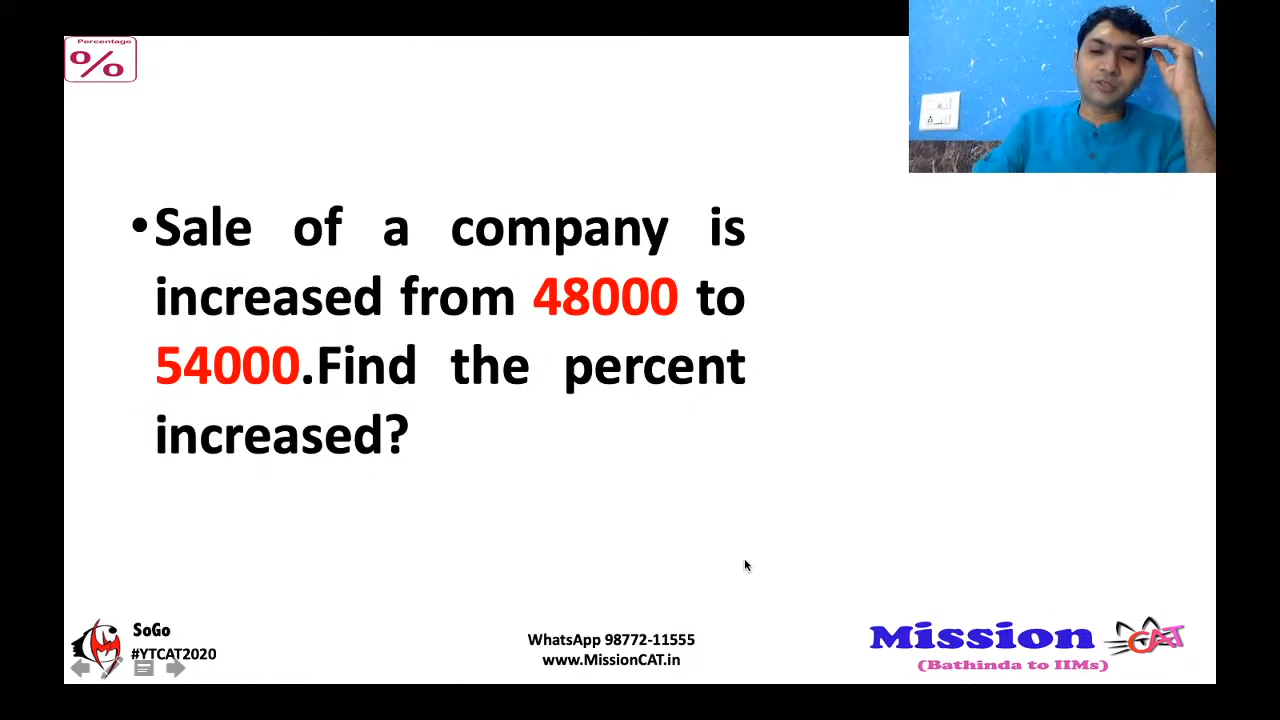 Percentage
%
•Sale of a company is
increased from 48000 to
54000.Find the percent
increased?
SoGo
#YTCAT2020
WhatsApp 98772-11555
www.MissionCAT.in
Mission CAT
(Bathinda to IIMs)